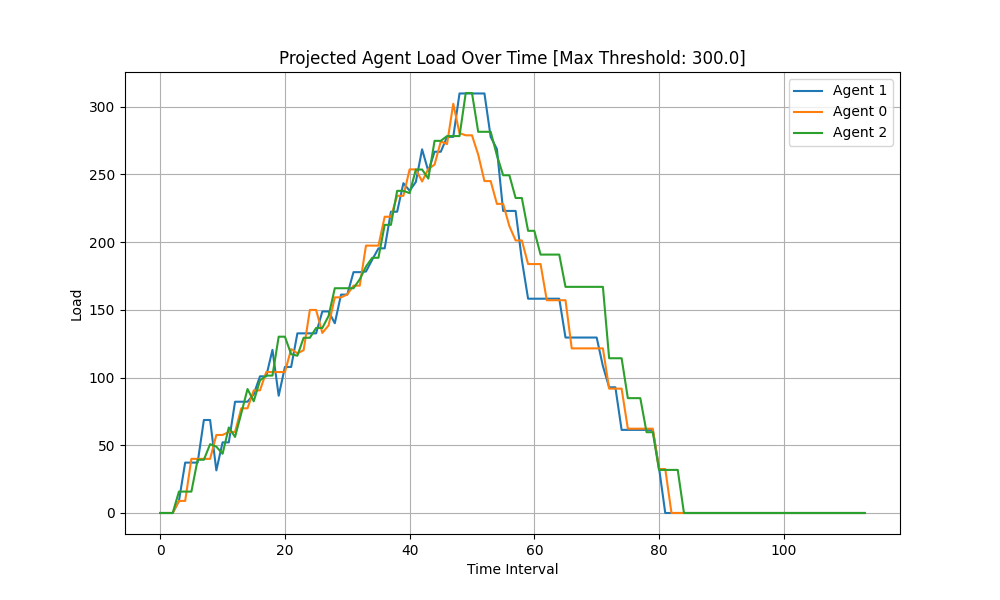 Projected Agent Load Over Time [Max Threshold: 300.0]
Agent 1
Agent 0
Agent 2
Load
300
250
200
150
100
50
0
0 20 40 60 80 100
Time Interval